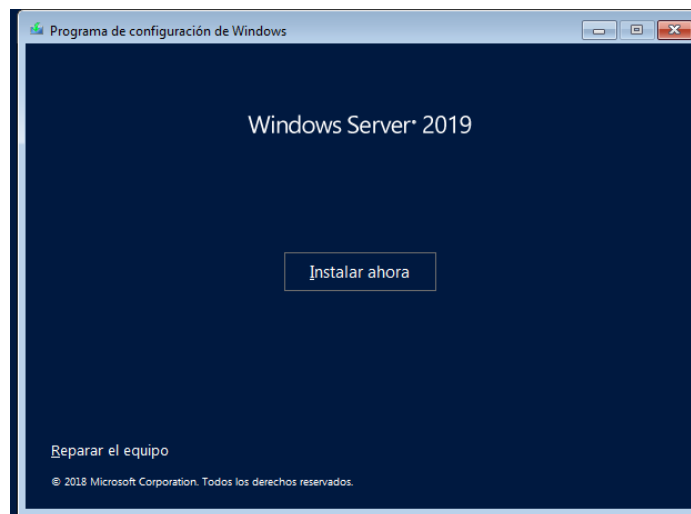 Programa de configuración de Windows
Windows Server® 2019
Instalar ahora
Reparar el equipo
© 2018 Microsoft Corporation. Todos los derechos reservados.